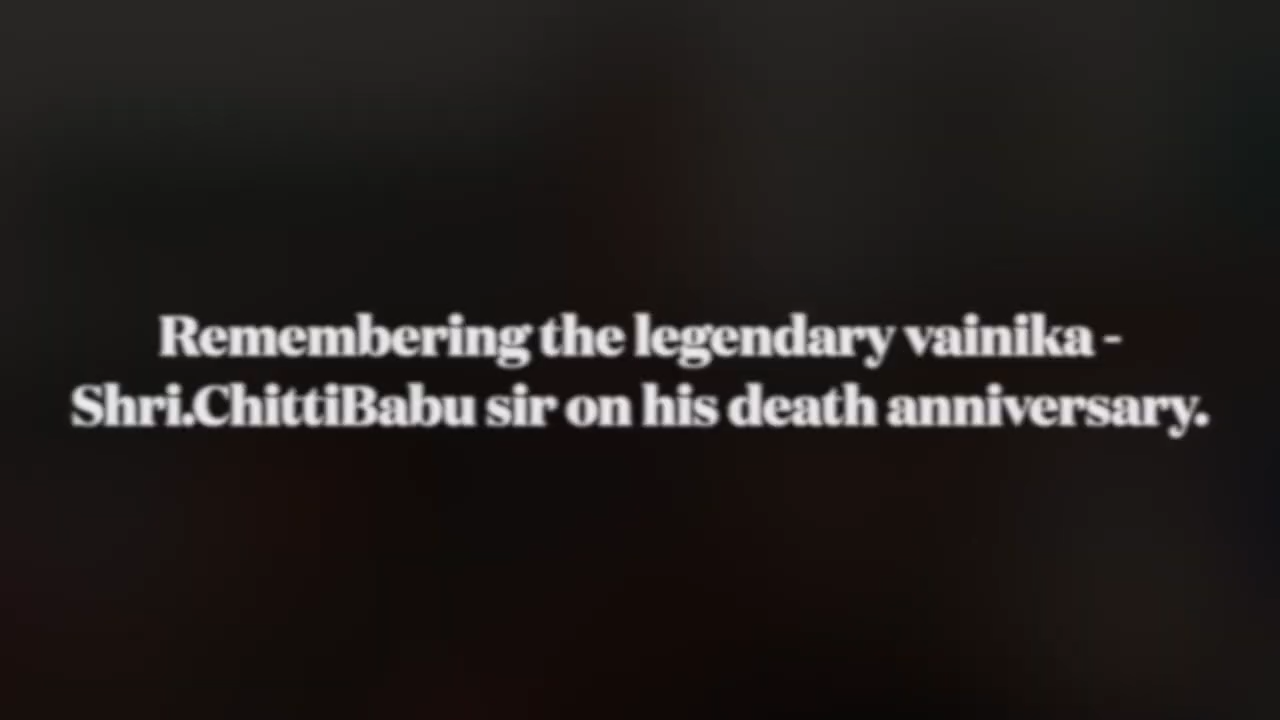 Remembering the legendary vainika -
Shri.ChittiBabu sir on his death anniversary.